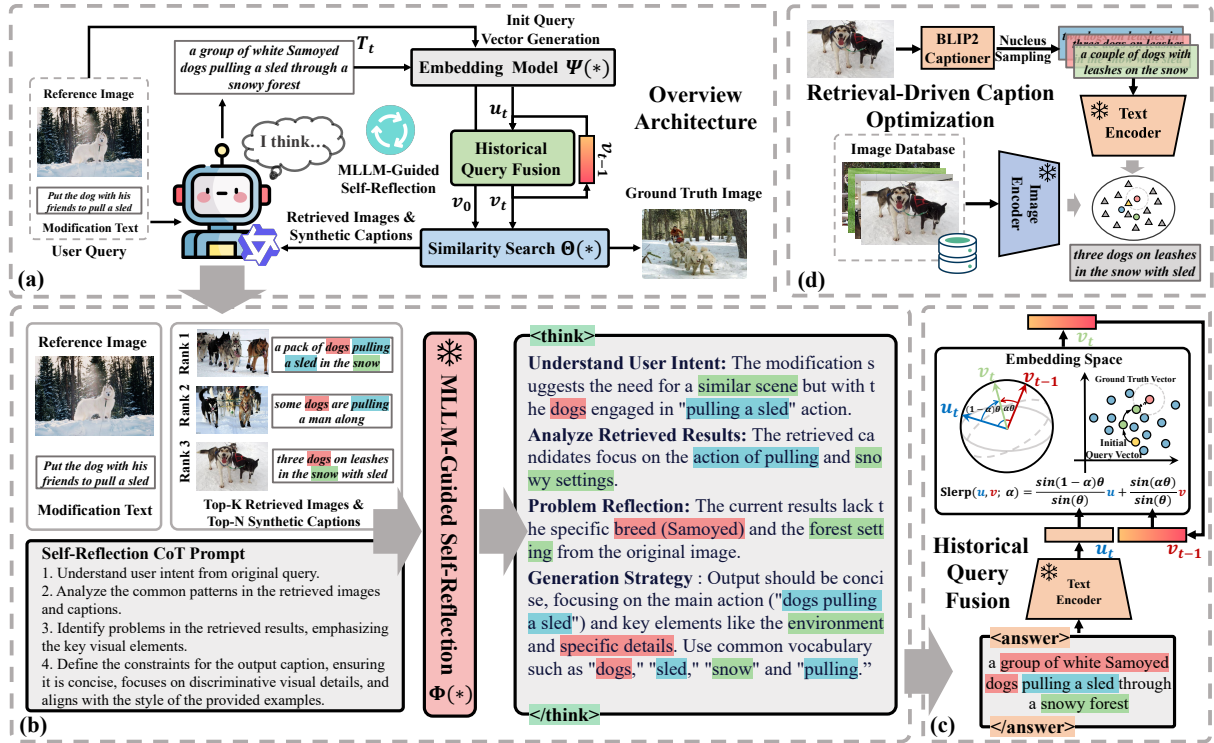 (a)
Reference Image
Put the dog with his
friends to pull a sled
Modification Text
User Query
a group of white Samoyed
dogs pulling a sled through a
snowy forest
T_t
I think...
MLLM-Guided
Self-Reflection
Retrieved Images &
Synthetic Captions
Init Query
Vector Generation
Embedding Model Ψ(*)
u_t
Historical
Query Fusion
v_{t-1}
v_0
v_t
Similarity Search Θ(*)
Overview
Architecture
Ground Truth Image
(d)
BLIP2
Captioner
Nucleus
Sampling
three dogs on leashes
a couple of dogs with
leashes on the snow
Retrieval-Driven Caption
Optimization
Text
Encoder
Image Database
Image
Encoder
three dogs on leashes
in the snow with sled
(b)
Reference Image
Put the dog with his
friends to pull a sled
Modification Text
Rank 1
a pack of dogs pulling
a sled in the snow
Rank 2
some dogs are pulling
a man along
Rank 3
three dogs on leashes
in the snow with sled
Top-K Retrieved Images &
Top-N Synthetic Captions
Self-Reflection CoT Prompt
1. Understand user intent from original query.
2. Analyze the common patterns in the retrieved images
and captions.
3. Identify problems in the retrieved results, emphasizing
the key visual elements.
4. Define the constraints for the output caption, ensuring
it is concise, focuses on discriminative visual details, and
aligns with the style of the provided examples.
MLLM-Guided Self-Reflection Φ(*)
<think>
Understand User Intent: The modification s
uggests the need for a similar scene but with t
he dogs engaged in "pulling a sled" action.
Analyze Retrieved Results: The retrieved ca
ndidates focus on the action of pulling and sno
wy settings.
Problem Reflection: The current results lack t
he specific breed (Samoyed) and the forest sett
ing from the original image.
Generation Strategy : Output should be conci
se, focusing on the main action ("dogs pulling
a sled") and key elements like the environment
and specific details. Use common vocabulary
such as "dogs," "sled," "snow" and "pulling."
</think>
(c)
v_t
Embedding Space
v_t
v_{t-1}
u_t
(1-α)θ
αθ
Ground Truth Vector
Initial
Query Vector
Slerp(u, v; α) = sin(1-α)θ/sin(θ) u + sin(αθ)/sin(θ) v
u_t
v_{t-1}
Historical
Query
Fusion
Text
Encoder
<answer>
a group of white Samoyed
dogs pulling a sled through
a snowy forest
</answer>